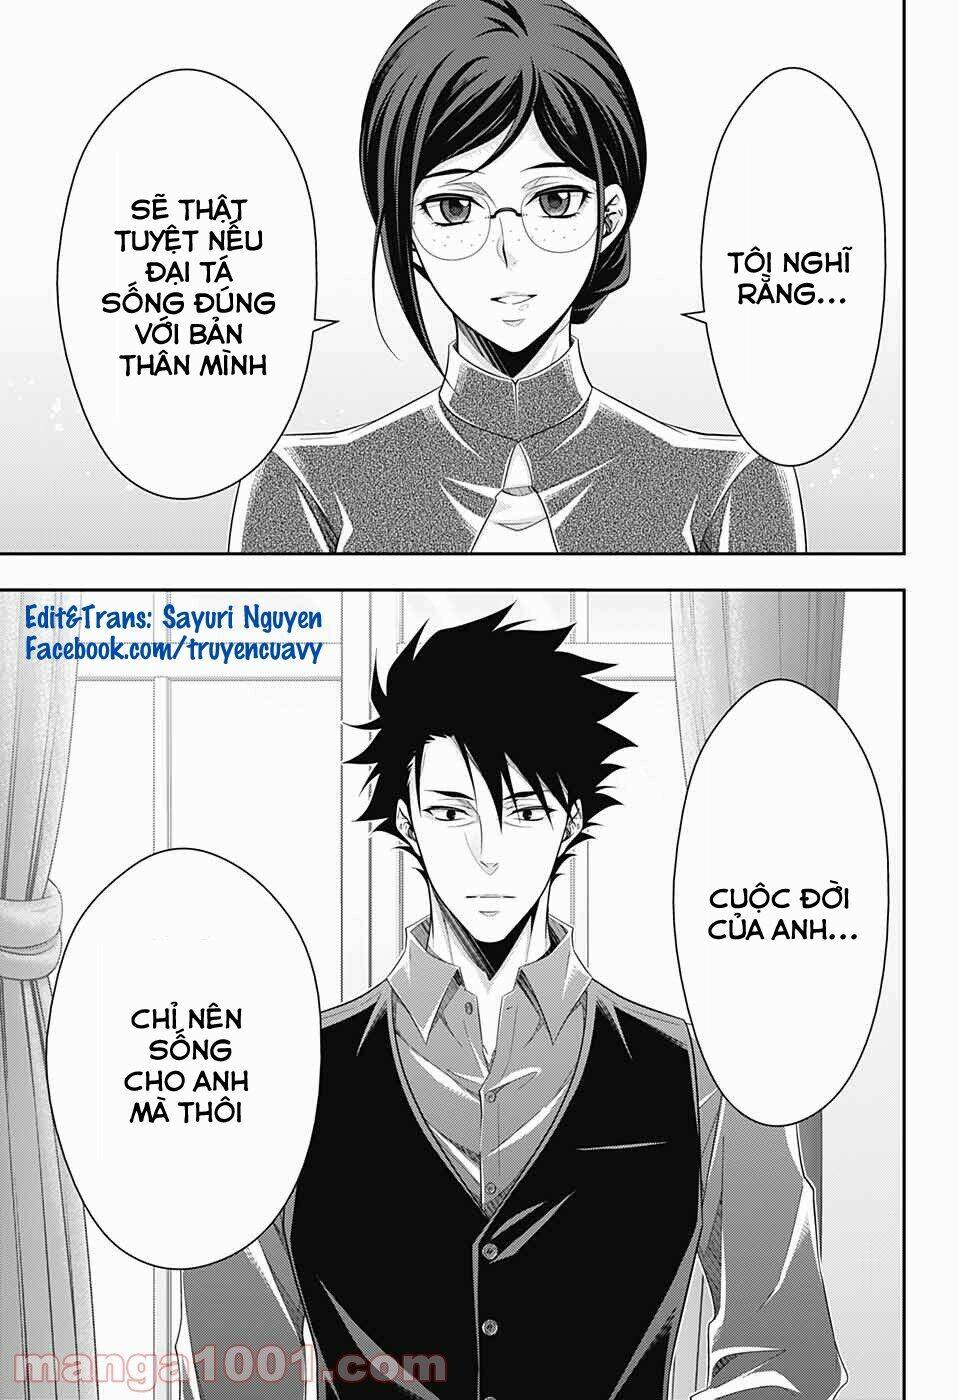 TÔI NGHĨ
RẰNG...
SẼ THẬT
TUYỆT NẾU
ĐẠI TÁ
SỐNG ĐÚNG
VỚI BẢN
THÂN MÌNH
Edit&Trans: Sayuri Nguyen
Facebook.com/truyencuavy
CUỘC ĐỜI
CỦA ANH...
CHỈ NÊN
SỐNG
CHO ANH
MÀ THÔI
manga1001.com